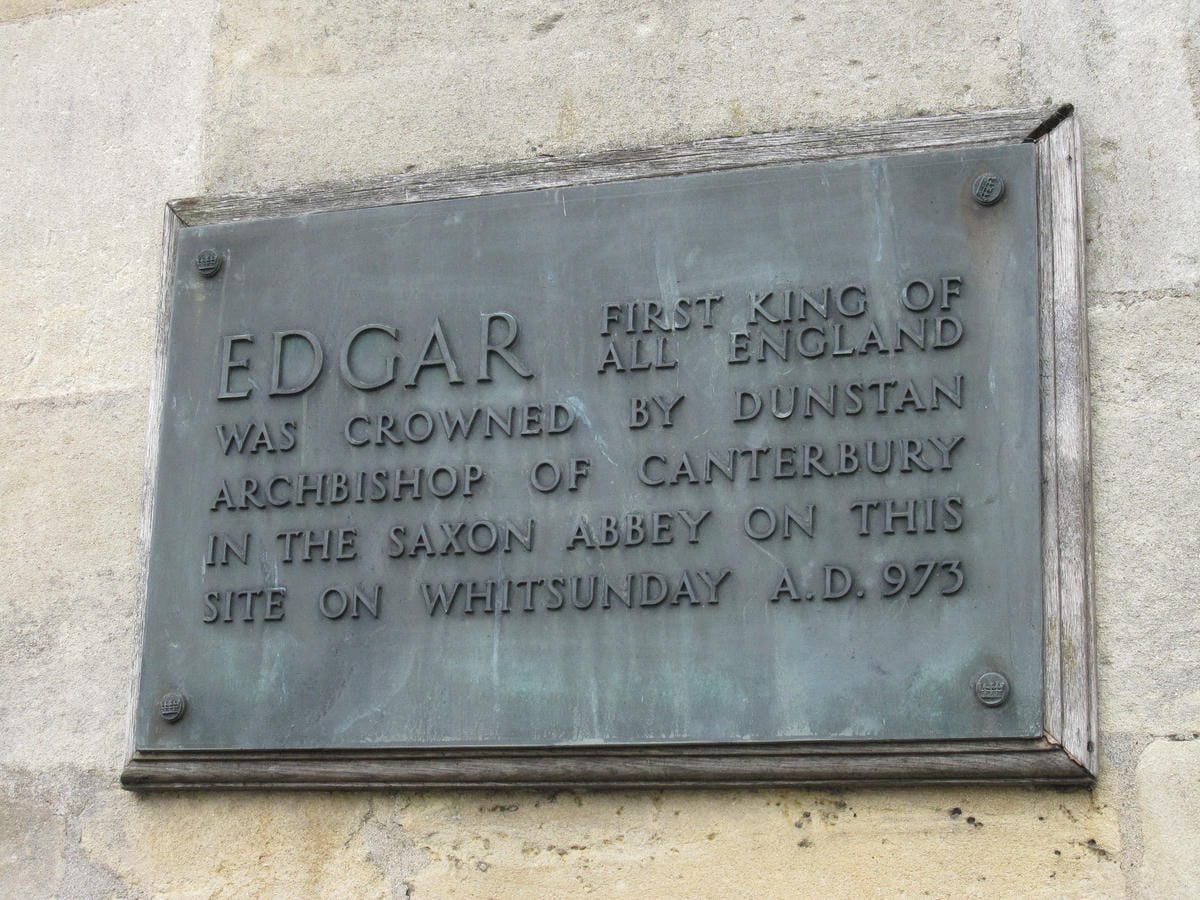 EDGAR FIRST KING OF
ALL ENGLAND
WAS CROWNED BY DUNSTAN
ARCHBISHOP OF CANTERBURY
IN THE SAXON ABBEY ON THIS
SITE ON WHITSUNDAY A.D. 973